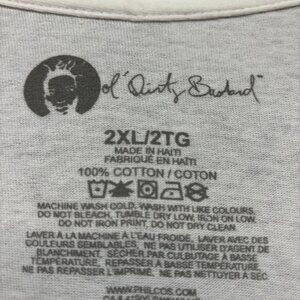 ol' Dirty Bastard
2XL/2TG
MADE IN HAITI
FABRIQUÉ EN HAÏTI
100% COTTON / COTON
MACHINE WASH COLD. WASH WITH LIKE COLOURS.
DO NOT BLEACH, TUMBLE DRY LOW, IRON ON LOW.
DO NOT IRON PRINT, DO NOT DRY CLEAN
LAVER À LA MACHINE À L'EAU FROIDE. LAVER AVEC DES
COULEURS SEMBLABLES, NE PAS UTILISER D'AGENT DE
BLANCHIMENT, SÉCHER PAR CULBUTAGE À BASSE
TEMPÉRATURE, REPASSER À BASSE TEMPÉRATURE
NE PAS REPASSER L'IMPRIMÉ, NE PAS NETTOYER À SEC
WWW.PHILCOS.COM